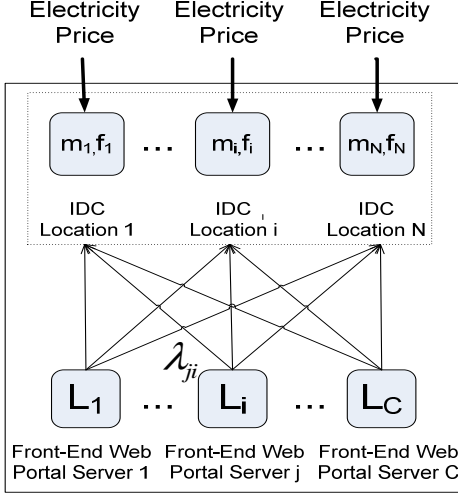 Electricity Price Electricity Price Electricity Price
m1,f1 ... mi,fi ... mN,fN
IDC Location 1 IDC Location i IDC Location N
λji
L1 ... Li ... LC
Front-End Web Portal Server 1 Front-End Web Portal Server j Front-End Web Portal Server C